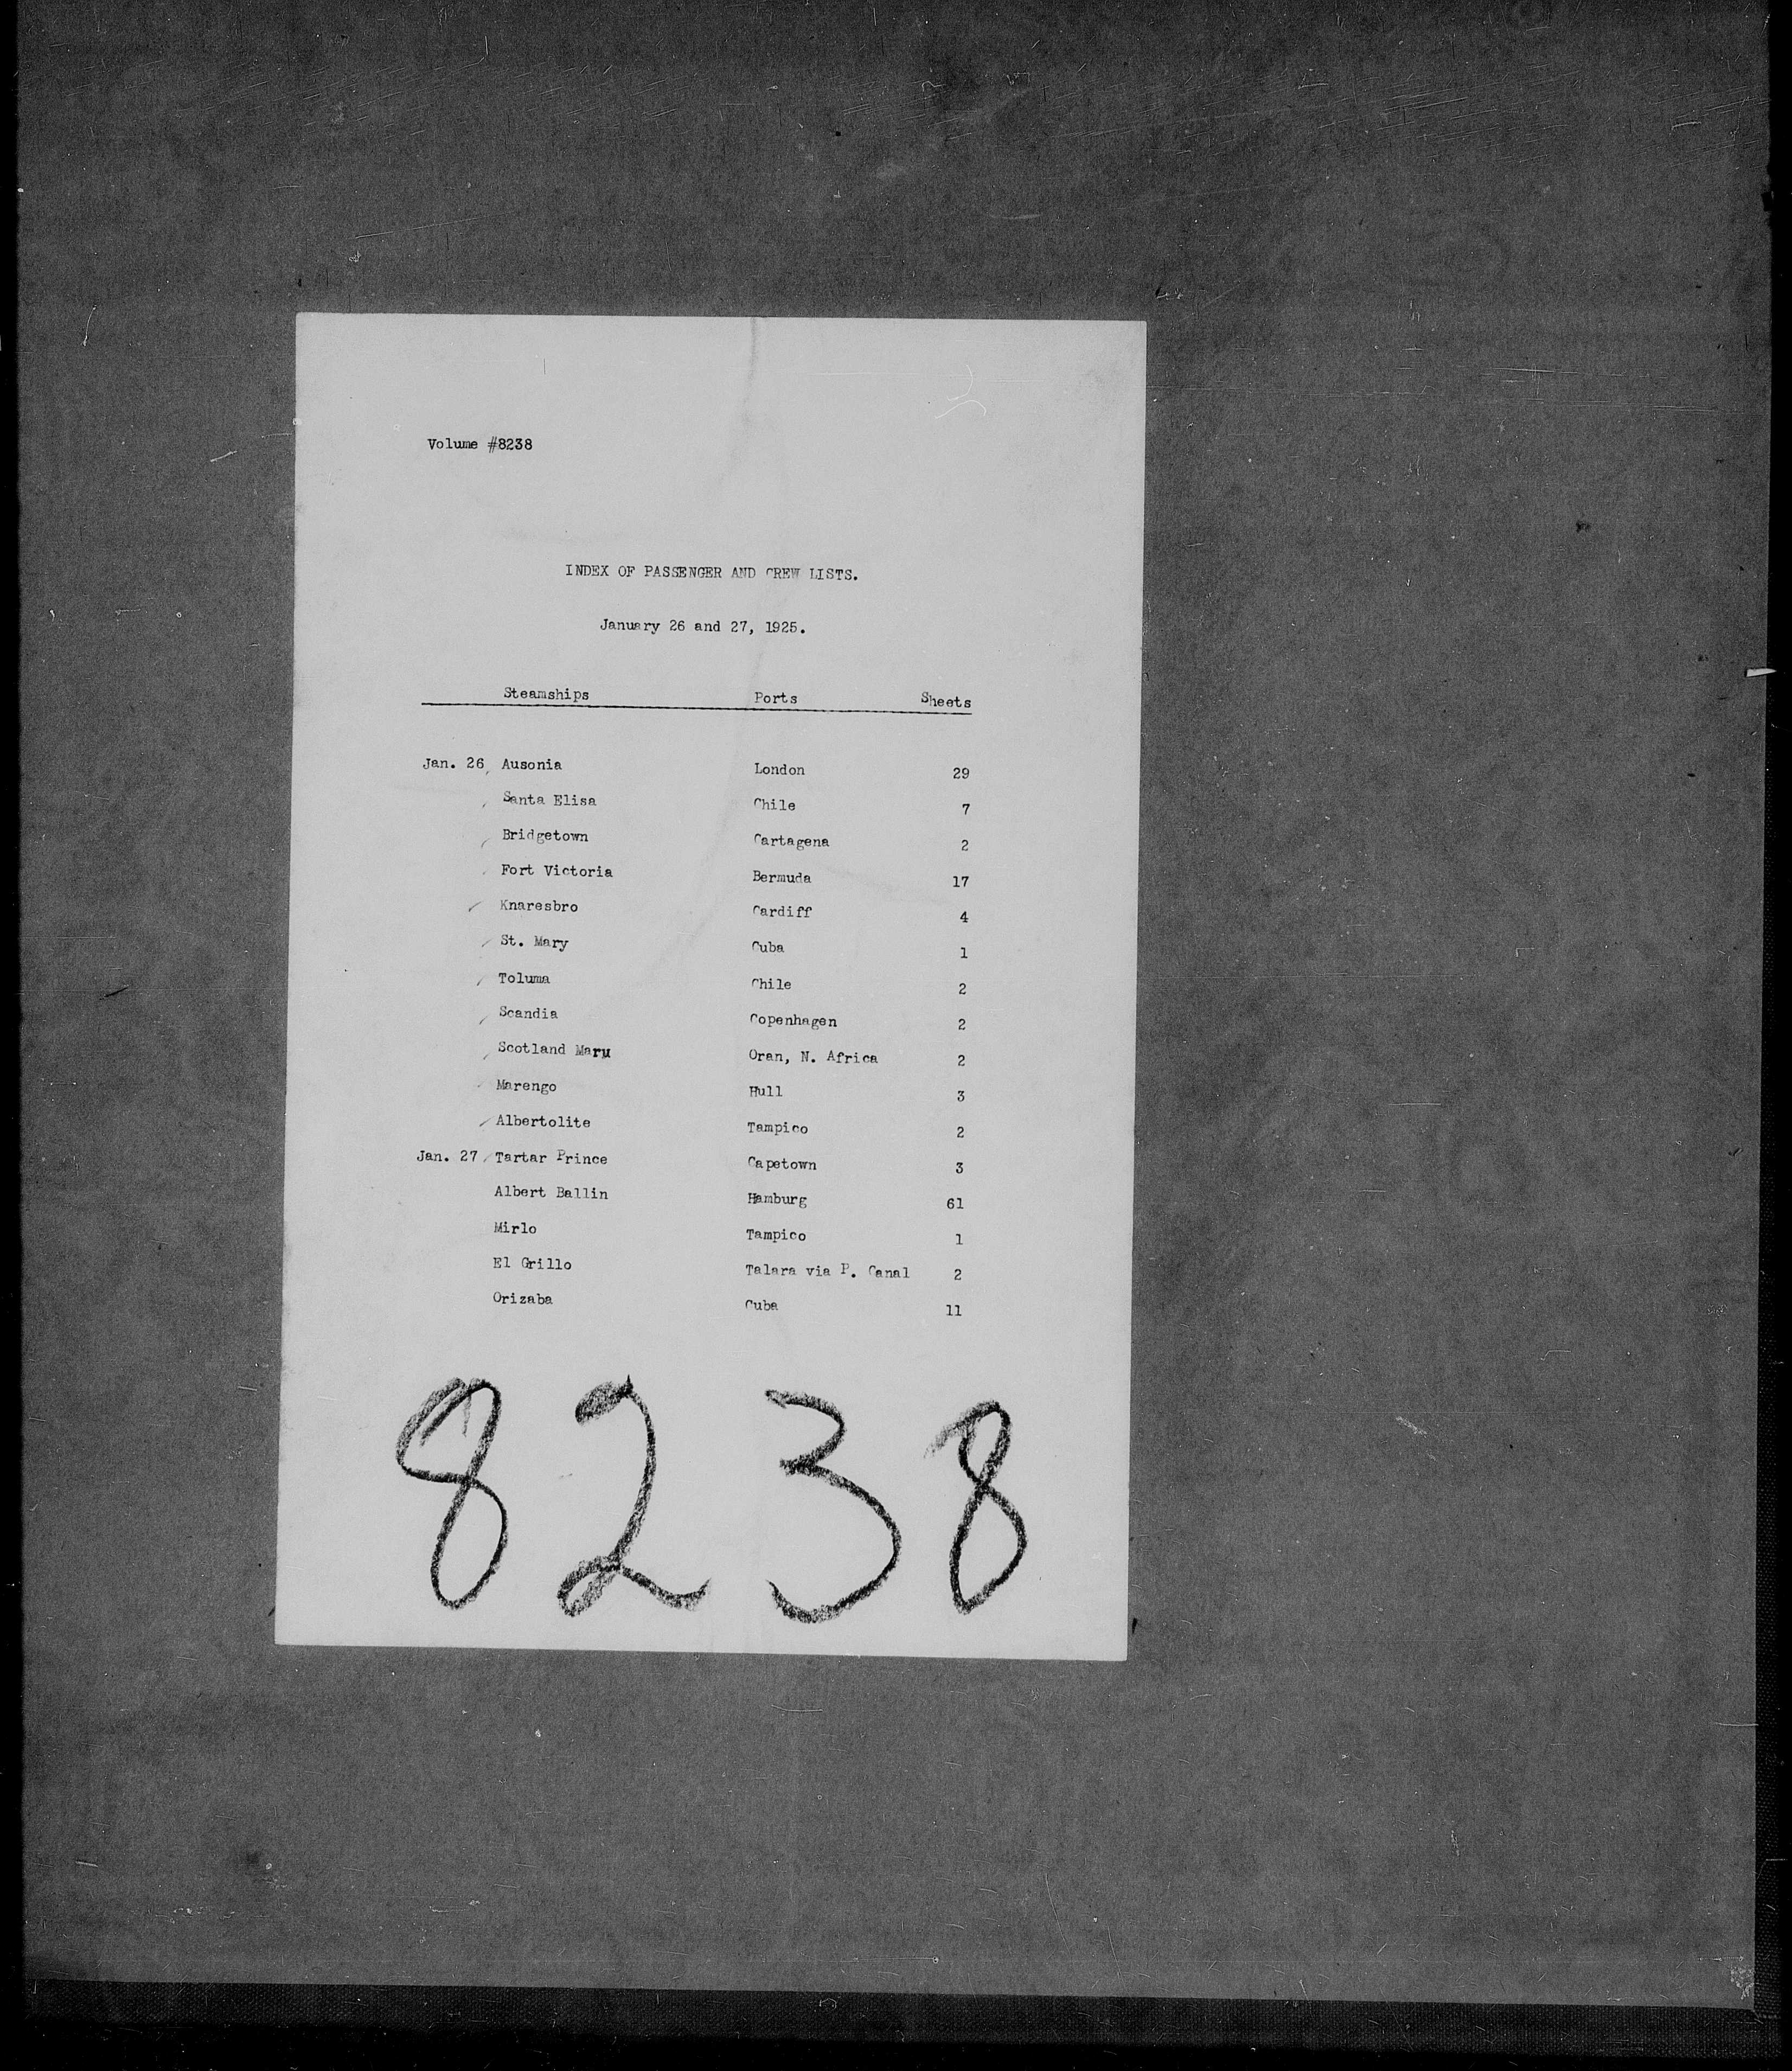 Volume #8238
INDEX OF PASSENGER AND CREW LISTS.
January 26 and 27, 1925.
Steamships Ports Sheets
Jan. 26 Ausonia London 29
Santa Elisa Chile 7
Bridgetown Cartagena 2
Fort Victoria Bermuda 17
Knaresbro Cardiff 4
St. Mary Cuba 1
Toluma Chile 2
Scandia Copenhagen 2
Scotland Maru Oran, N. Africa 2
Marengo Hull 3
Albertolite Tampico 2
Jan. 27 Tartar Prince Capetown 3
Albert Ballin Hamburg 61
Mirlo Tampico 1
El Grillo Talara via P. Canal 2
Orizaba Cuba 11
8238